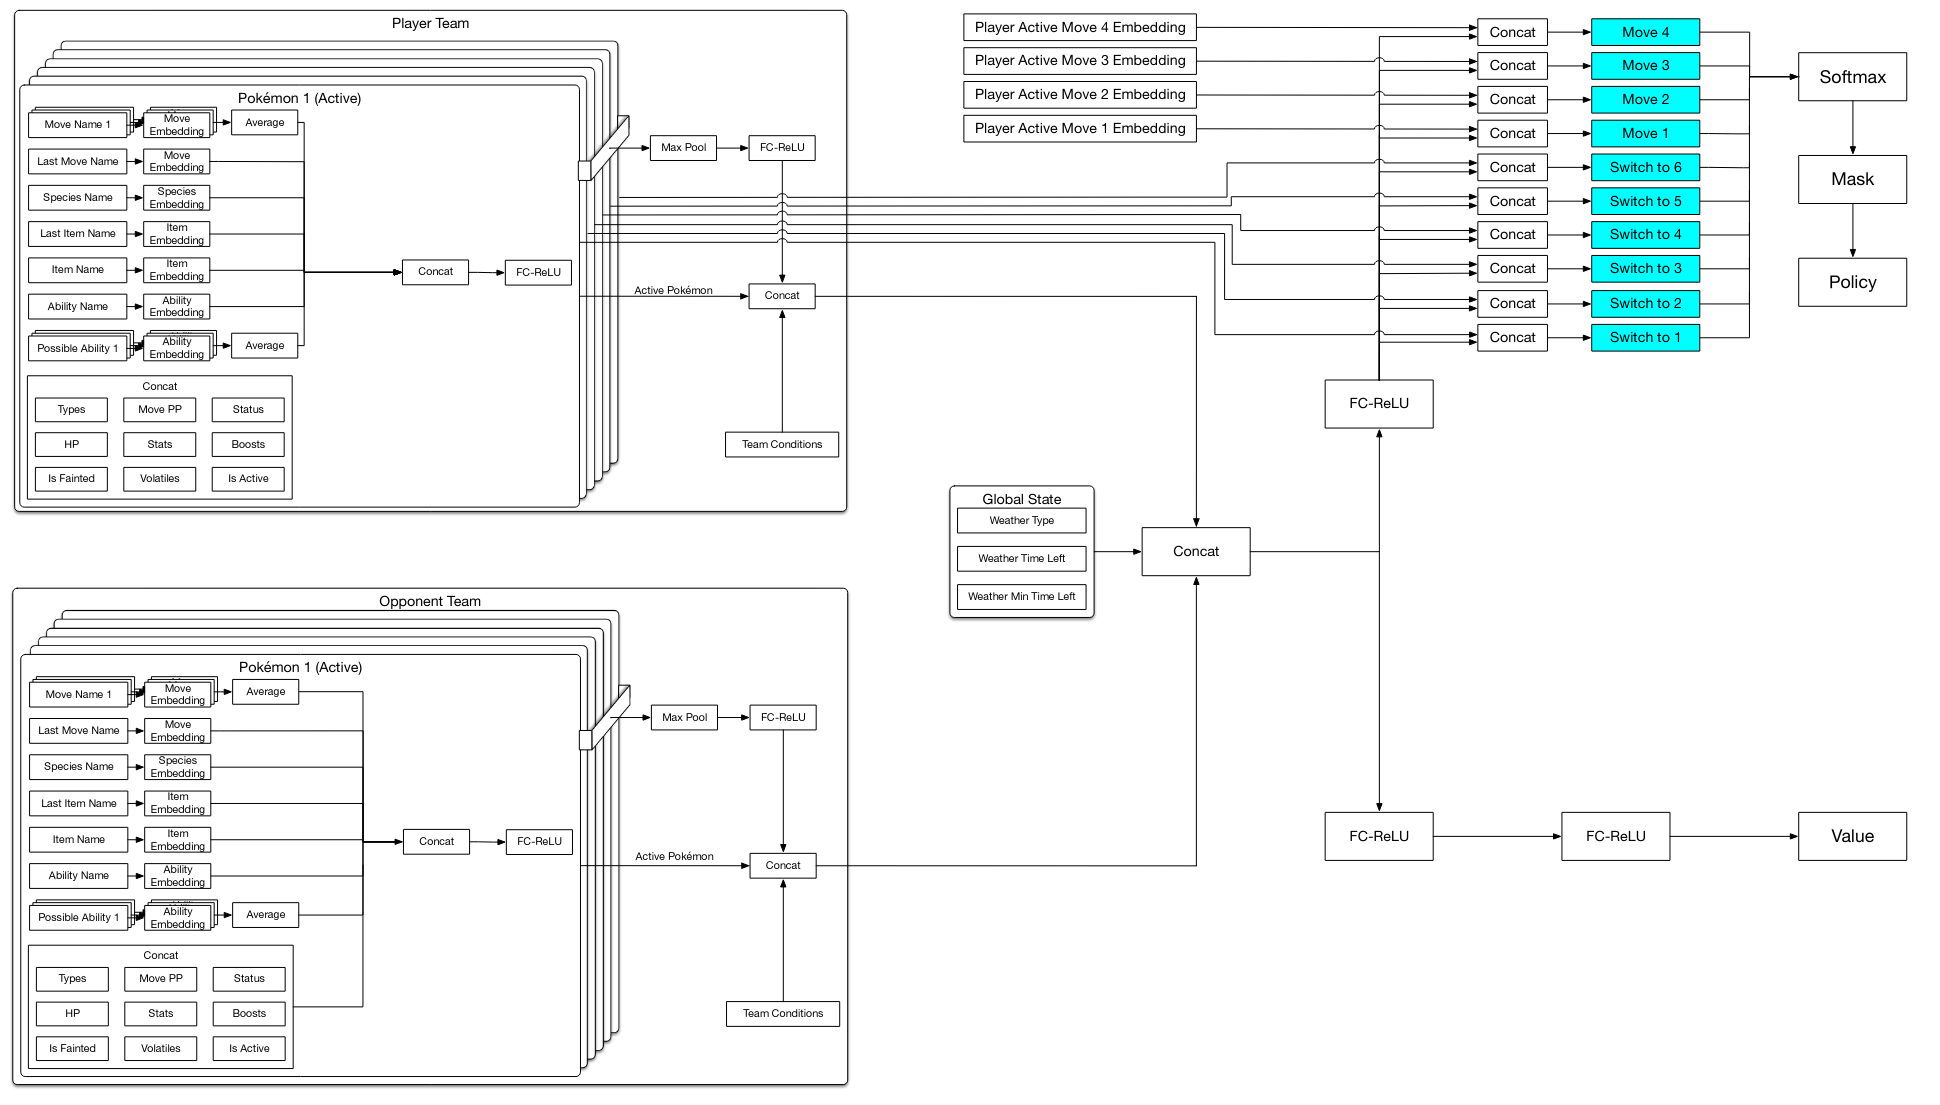 Player Team
Pokémon 1 (Active)
Move Name 1
Move
Embedding
Average
Last Move Name
Move
Embedding
Species Name
Species
Embedding
Last Item Name
Item
Embedding
Item Name
Item
Embedding
Ability Name
Ability
Embedding
Possible Ability 1
Ability
Embedding
Average
Concat
FC-ReLU
Concat
Types
Move PP
Status
HP
Stats
Boosts
Is Fainted
Volatiles
Is Active
Max Pool
FC-ReLU
Active Pokémon
Concat
Team Conditions
Opponent Team
Pokémon 1 (Active)
Move Name 1
Move
Embedding
Average
Last Move Name
Move
Embedding
Species Name
Species
Embedding
Last Item Name
Item
Embedding
Item Name
Item
Embedding
Ability Name
Ability
Embedding
Possible Ability 1
Ability
Embedding
Average
Concat
FC-ReLU
Concat
Types
Move PP
Status
HP
Stats
Boosts
Is Fainted
Volatiles
Is Active
Max Pool
FC-ReLU
Active Pokémon
Concat
Team Conditions
Global State
Weather Type
Weather Time Left
Weather Min Time Left
Concat
Player Active Move 4 Embedding
Player Active Move 3 Embedding
Player Active Move 2 Embedding
Player Active Move 1 Embedding
Concat
Move 4
Concat
Move 3
Concat
Move 2
Concat
Move 1
Concat
Switch to 6
Concat
Switch to 5
Concat
Switch to 4
Concat
Switch to 3
Concat
Switch to 2
Concat
Switch to 1
Softmax
Mask
Policy
FC-ReLU
FC-ReLU
FC-ReLU
Value